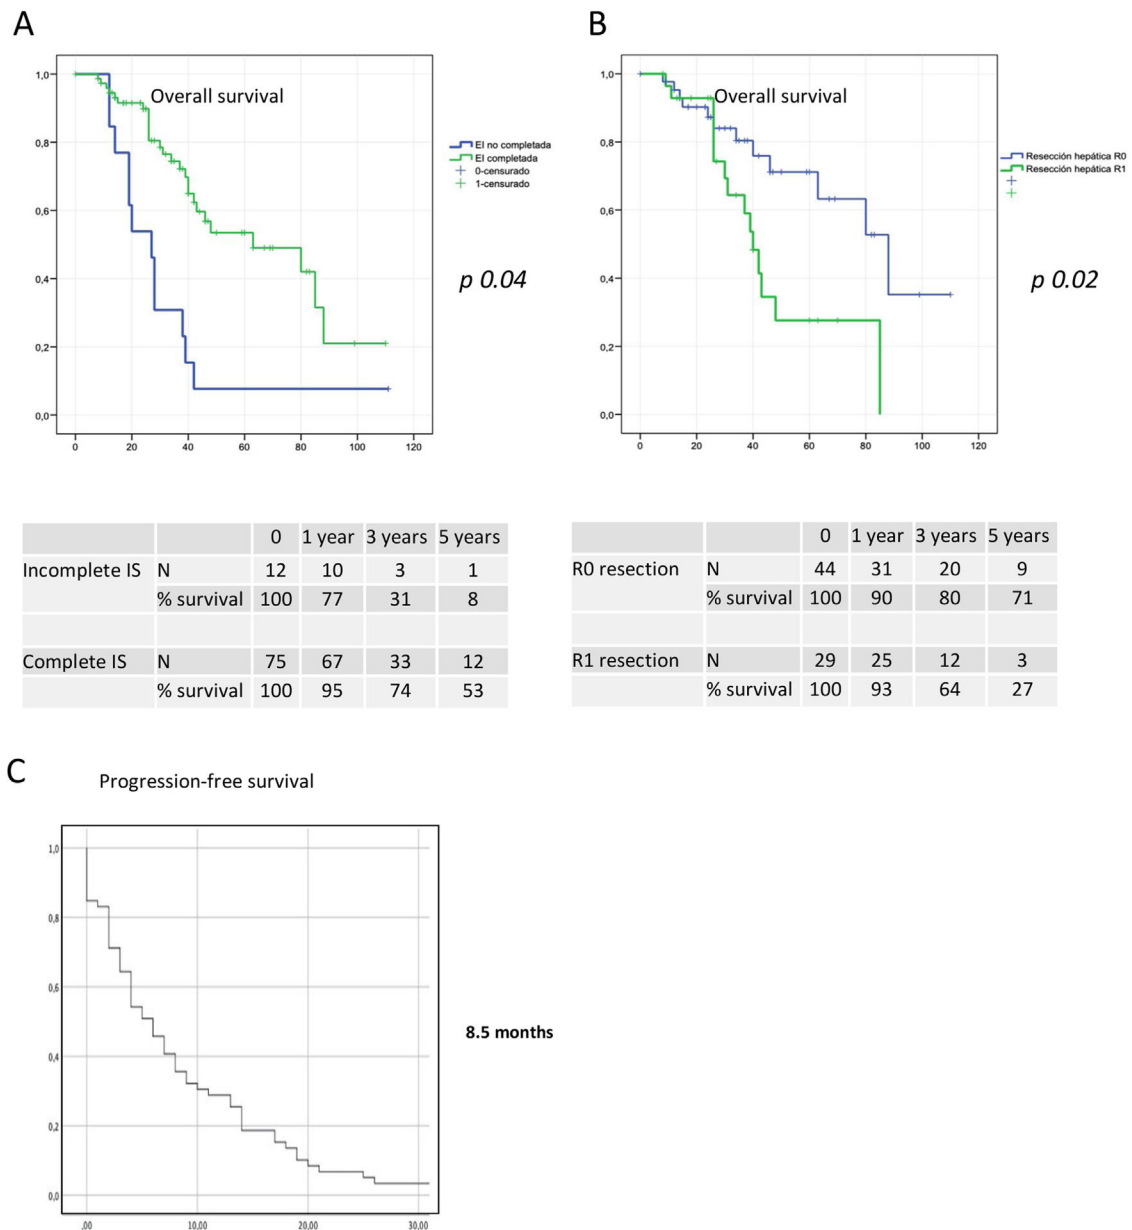 A
B
Overall survival
1,0
0,8
0,6
0,4
0,2
0,0
0 20 40 60 80 100 120
EI no completada
EI completada
0-censurado
1-censurado
p 0.04
Overall survival
1,0
0,8
0,6
0,4
0,2
0,0
0 20 40 60 80 100 120
Resección hepática R0
Resección hepática R1
p 0.02
0 1 year 3 years 5 years
Incomplete IS N 12 10 3 1
% survival 100 77 31 8
Complete IS N 75 67 33 12
% survival 100 95 74 53
0 1 year 3 years 5 years
R0 resection N 44 31 20 9
% survival 100 90 80 71
R1 resection N 29 25 12 3
% survival 100 93 64 27
C
Progression-free survival
1,0
0,8
0,6
0,4
0,2
0,0
,00 10,00 20,00 30,00
8.5 months